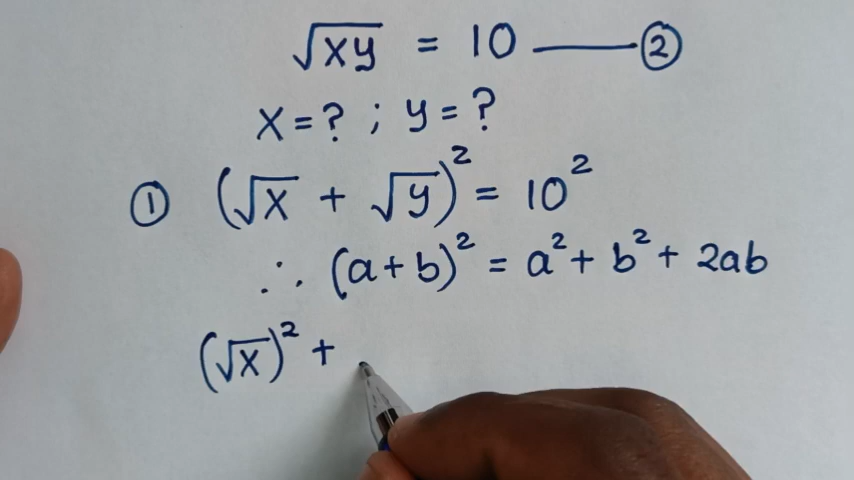 √xy = 10 —— ②
x = ? ; y = ?
① (√x + √y)² = 10²
∴ (a+b)² = a² + b² + 2ab
(√x)² +